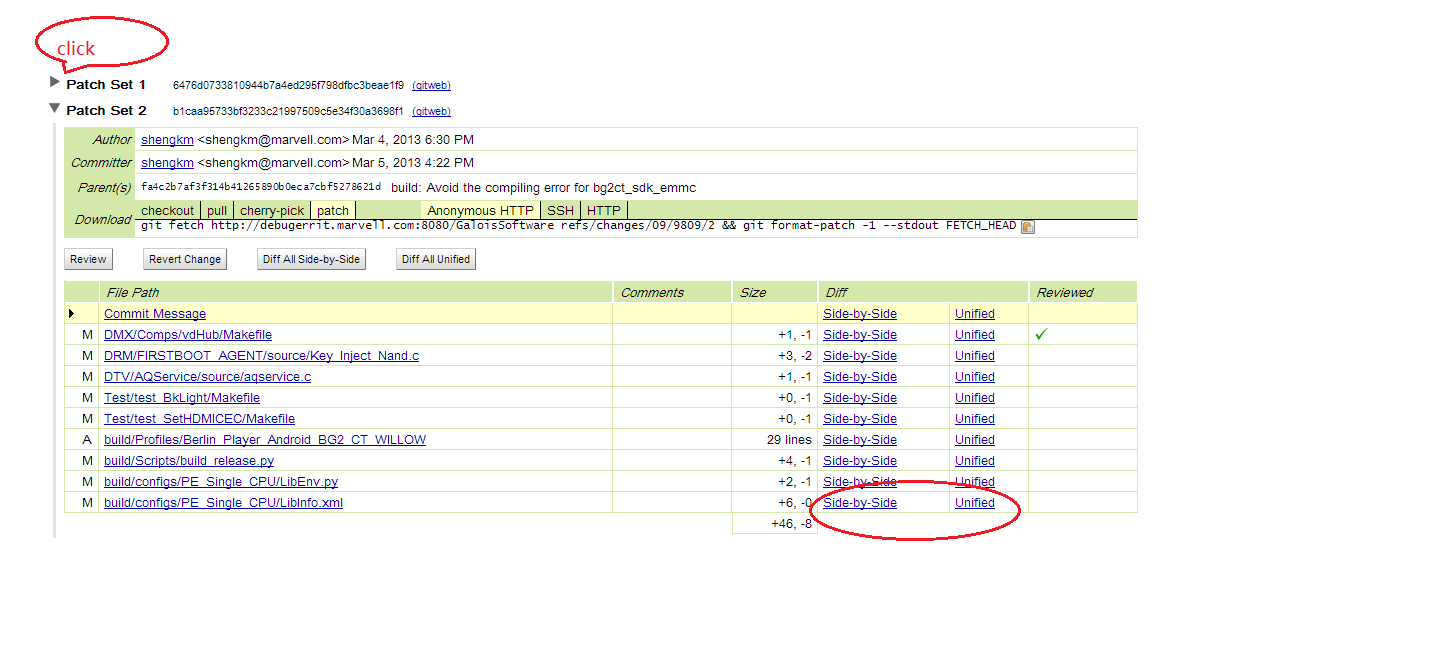 click
Patch Set 1 6476d0733810944b7a4ed295f798dfbc3beae1f9 (gitweb)
Patch Set 2 b1caa95733bf3233c21997509c5e34f30a3698f1 (gitweb)
Author shengkm <shengkm@marvell.com> Mar 4, 2013 6:30 PM
Committer shengkm <shengkm@marvell.com> Mar 5, 2013 4:22 PM
Parent(s) fa4c2b7af3f314b41265890b0eca7cbf5278621d build: Avoid the compiling error for bg2ct_sdk_emmc
Download checkout pull cherry-pick patch Anonymous HTTP SSH HTTP
git fetch http://debugerrit.marvell.com:8080/GaloisSoftware refs/changes/09/9809/2 && git format-patch -1 --stdout FETCH_HEAD
Review Revert Change Diff All Side-by-Side Diff All Unified
File Path Comments Size Diff Reviewed
Commit Message Side-by-Side Unified
M DMX/Comps/vdHub/Makefile +1, -1 Side-by-Side Unified
M DRM/FIRSTBOOT_AGENT/source/Key_Inject_Nand.c +3, -2 Side-by-Side Unified
M DTV/AQService/source/aqservice.c +1, -1 Side-by-Side Unified
M Test/test_BkLight/Makefile +0, -1 Side-by-Side Unified
M Test/test_SetHDMICEC/Makefile +0, -1 Side-by-Side Unified
A build/Profiles/Berlin_Player_Android_BG2_CT_WILLOW 29 lines Side-by-Side Unified
M build/Scripts/build_release.py +4, -1 Side-by-Side Unified
M build/configs/PE_Single_CPU/LibEnv.py +2, -1 Side-by-Side Unified
M build/configs/PE_Single_CPU/LibInfo.xml +6, -0 Side-by-Side Unified
+46, -8